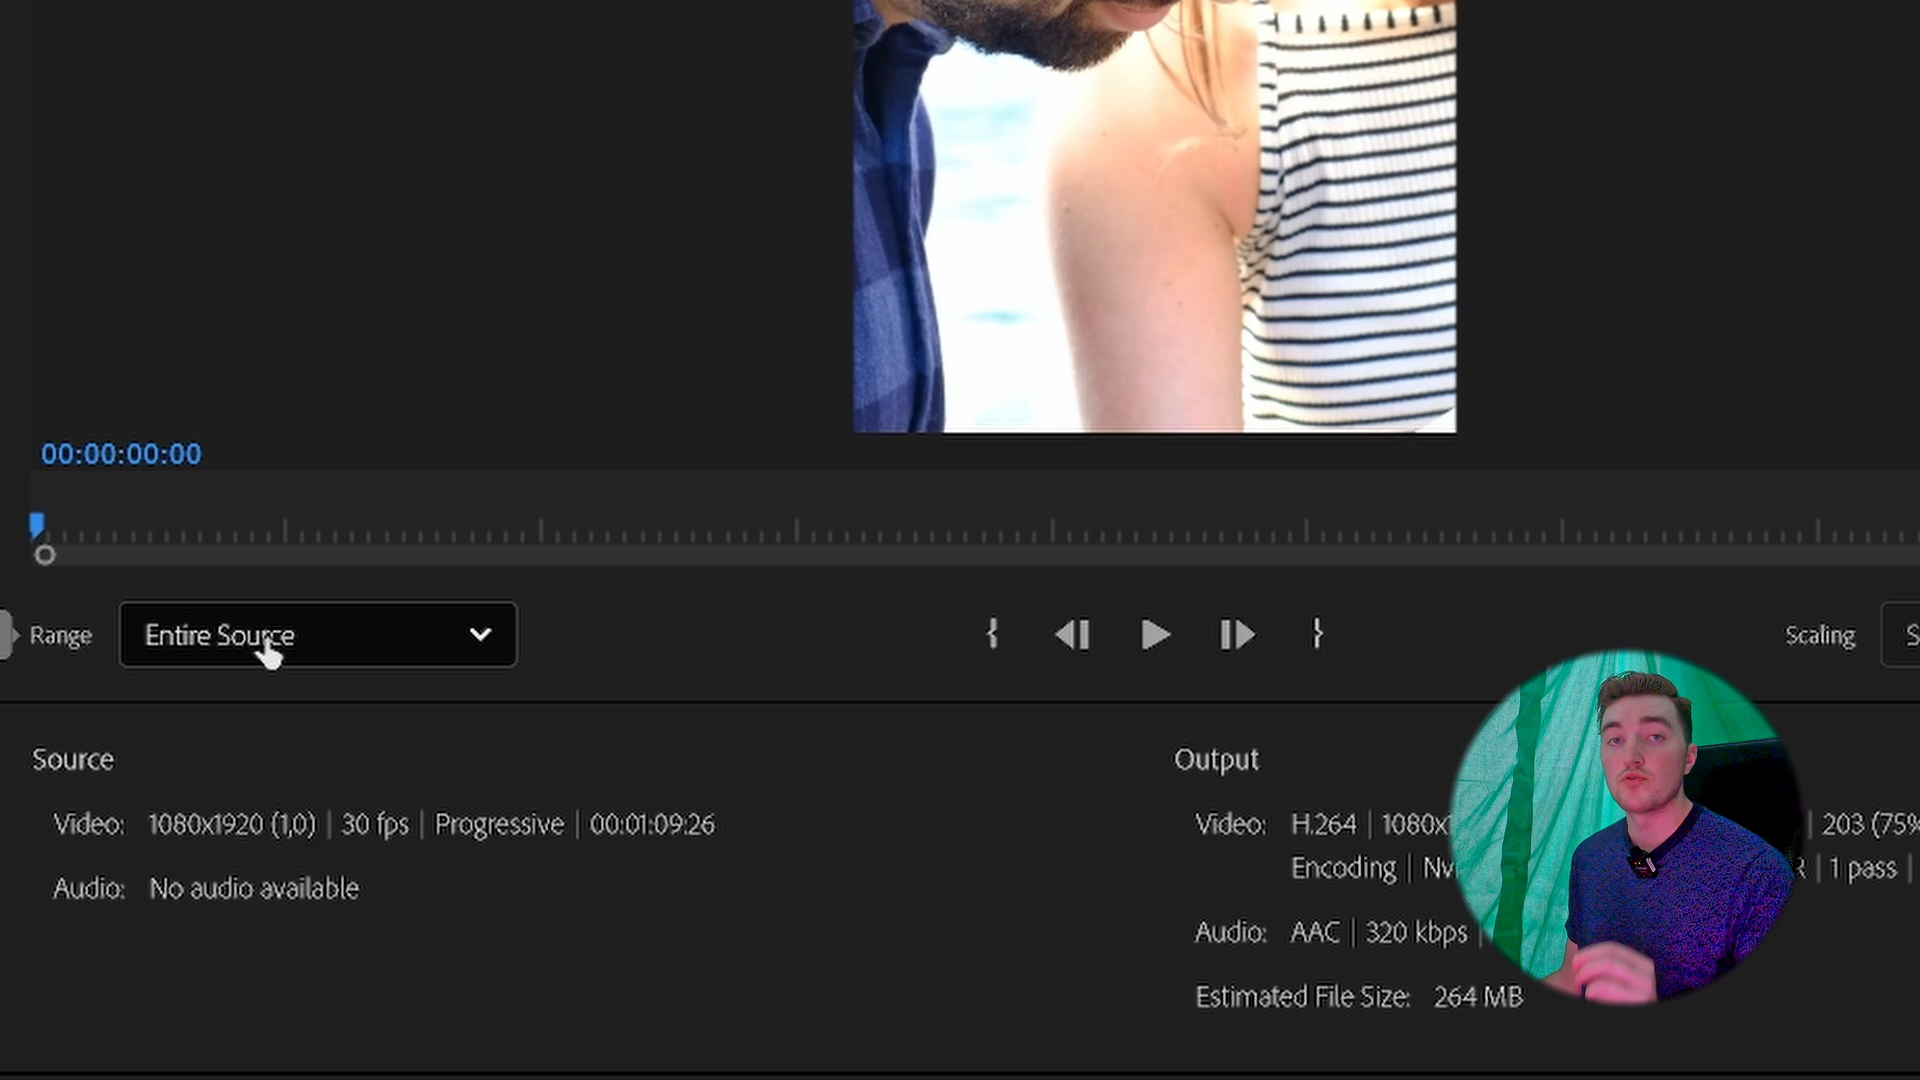 00:00:00:00
Range Entire Source
Scaling
Source
Video: 1080x1920 (1,0) | 30 fps | Progressive | 00:01:09:26
Audio: No audio available
Output
Video: H.264 | 1080x | 203 (75%
Encoding | | 1 pass |
Audio: AAC | 320 kbps |
Estimated File Size: 264 MB